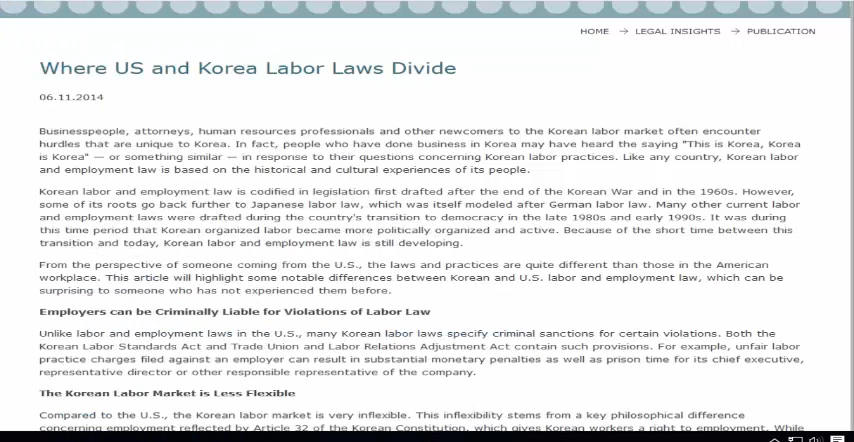 HOME → LEGAL INSIGHTS → PUBLICATION
Where US and Korea Labor Laws Divide
06.11.2014
Businesspeople, attorneys, human resources professionals and other newcomers to the Korean labor market often encounter
hurdles that are unique to Korea. In fact, people who have done business in Korea may have heard the saying "This is Korea, Korea
is Korea" — or something similar — in response to their questions concerning Korean labor practices. Like any country, Korean labor
and employment law is based on the historical and cultural experiences of its people.
Korean labor and employment law is codified in legislation first drafted after the end of the Korean War and in the 1960s. However,
some of its roots go back further to Japanese labor law, which was itself modeled after German labor law. Many other current labor
and employment laws were drafted during the country's transition to democracy in the late 1980s and early 1990s. It was during
this time period that Korean organized labor became more politically organized and active. Because of the short time between this
transition and today, Korean labor and employment law is still developing.
From the perspective of someone coming from the U.S., the laws and practices are quite different than those in the American
workplace. This article will highlight some notable differences between Korean and U.S. labor and employment law, which can be
surprising to someone who has not experienced them before.
Employers can be Criminally Liable for Violations of Labor Law
Unlike labor and employment laws in the U.S., many Korean labor laws specify criminal sanctions for certain violations. Both the
Korean Labor Standards Act and Trade Union and Labor Relations Adjustment Act contain such provisions. For example, unfair labor
practice charges filed against an employer can result in substantial monetary penalties as well as prison time for its chief executive,
representative director or other responsible representative of the company.
The Korean Labor Market is Less Flexible
Compared to the U.S., the Korean labor market is very inflexible. This inflexibility stems from a key philosophical difference
concerning employment reflected by Article 32 of the Korean Constitution, which gives Korean workers a right to employment. While